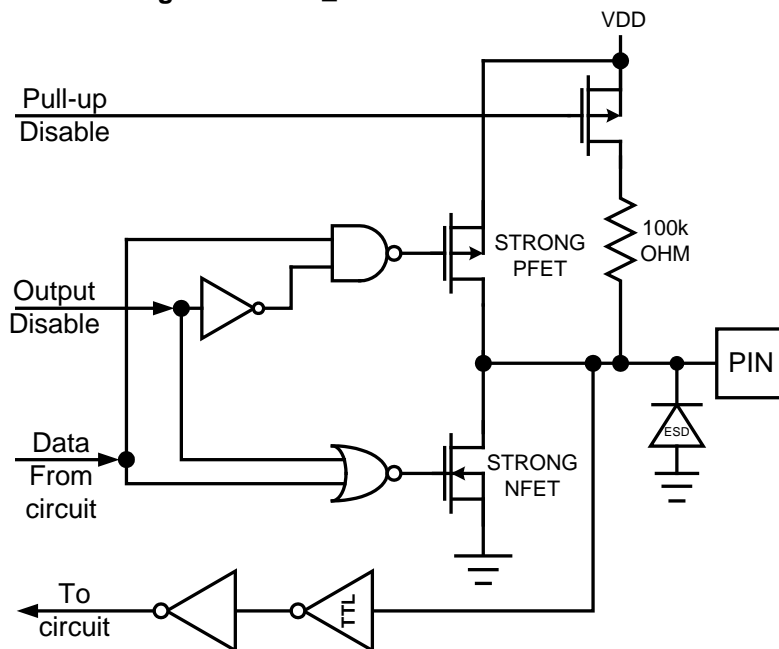 VDD
Pull-up
Disable
100k
OHM
STRONG
PFET
Output
Disable
PIN
ESD
Data
From
circuit
STRONG
NFET
To
circuit
TTL